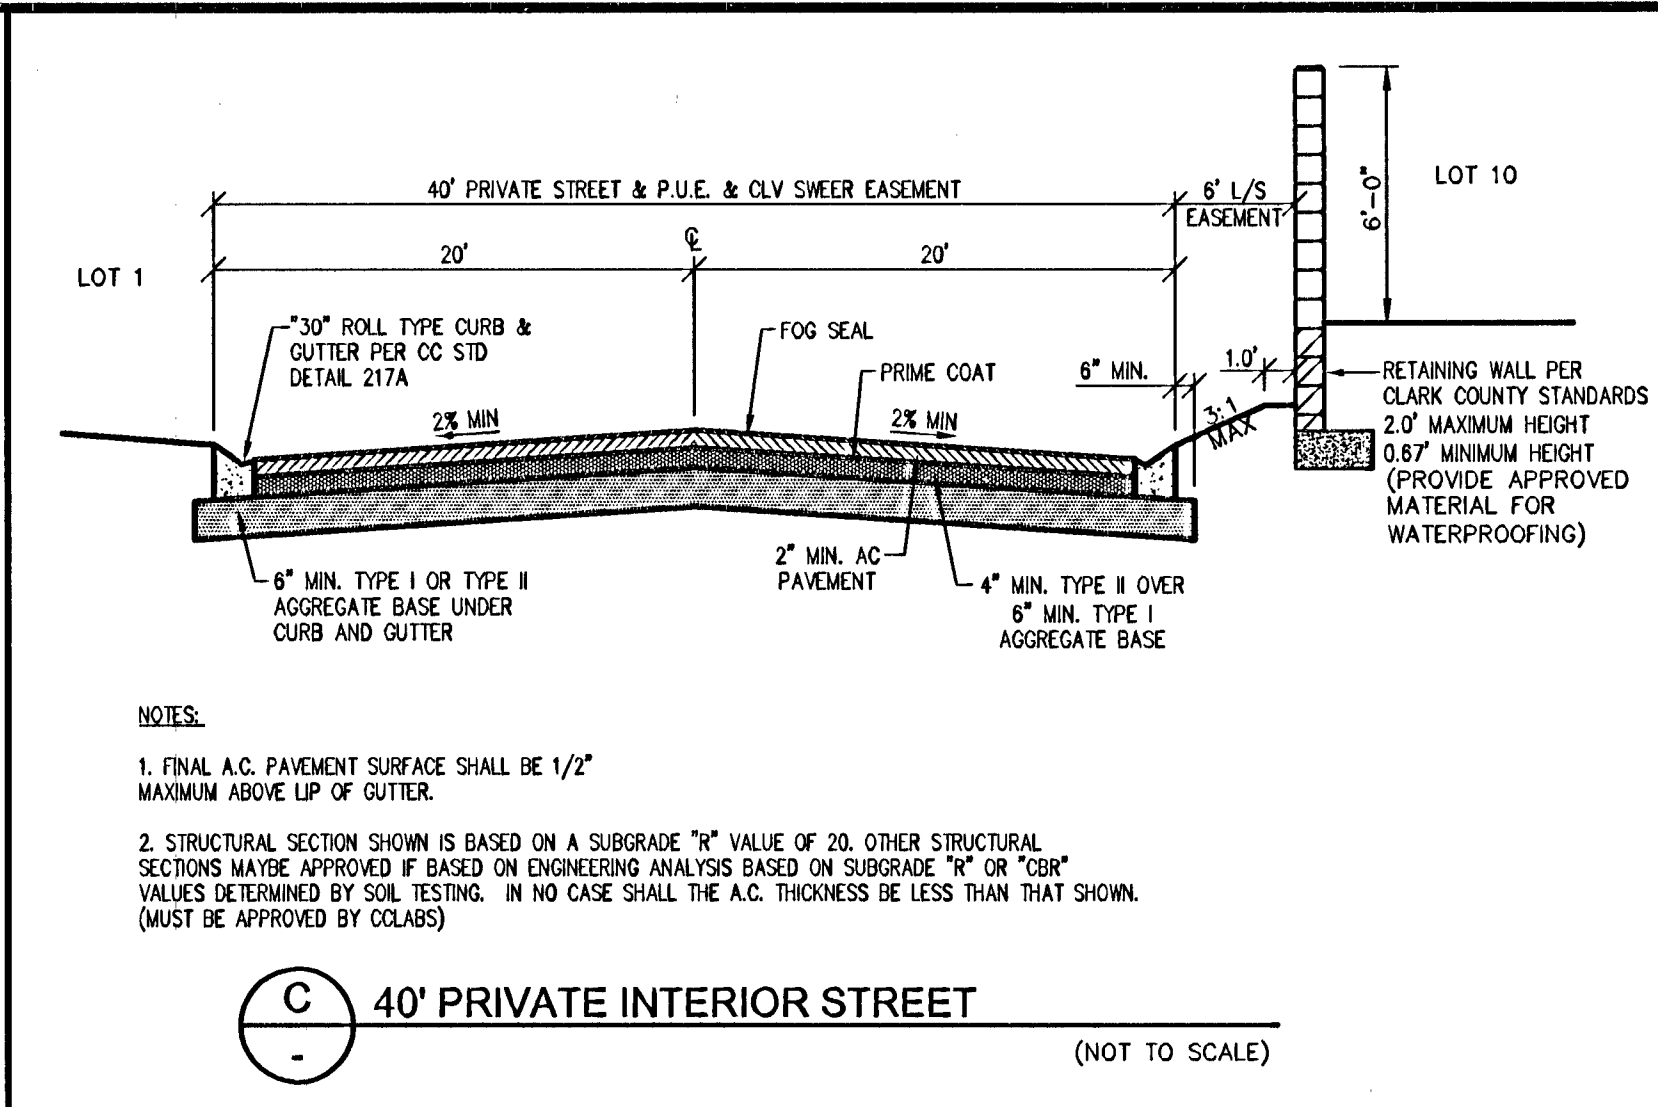 40' PRIVATE STREET & P.U.E. & CLV SWEER EASEMENT
6' L/S
EASEMENT
6'-0"
LOT 10
LOT 1
20'
℄
20'
"30" ROLL TYPE CURB &
GUTTER PER CC STD
DETAIL 217A
FOG SEAL
PRIME COAT
6" MIN.
1.0'
2% MIN
2% MIN
3:1
MAX
RETAINING WALL PER
CLARK COUNTY STANDARDS
2.0' MAXIMUM HEIGHT
0.67' MINIMUM HEIGHT
(PROVIDE APPROVED
MATERIAL FOR
WATERPROOFING)
6" MIN. TYPE I OR TYPE II
AGGREGATE BASE UNDER
CURB AND GUTTER
2" MIN. AC
PAVEMENT
4" MIN. TYPE II OVER
6" MIN. TYPE I
AGGREGATE BASE
NOTES:
1. FINAL A.C. PAVEMENT SURFACE SHALL BE 1/2"
MAXIMUM ABOVE LIP OF GUTTER.
2. STRUCTURAL SECTION SHOWN IS BASED ON A SUBGRADE "R" VALUE OF 20. OTHER STRUCTURAL
SECTIONS MAYBE APPROVED IF BASED ON ENGINEERING ANALYSIS BASED ON SUBGRADE "R" OR "CBR"
VALUES DETERMINED BY SOIL TESTING. IN NO CASE SHALL THE A.C. THICKNESS BE LESS THAN THAT SHOWN.
(MUST BE APPROVED BY CCLABS)
C
-
40' PRIVATE INTERIOR STREET
(NOT TO SCALE)